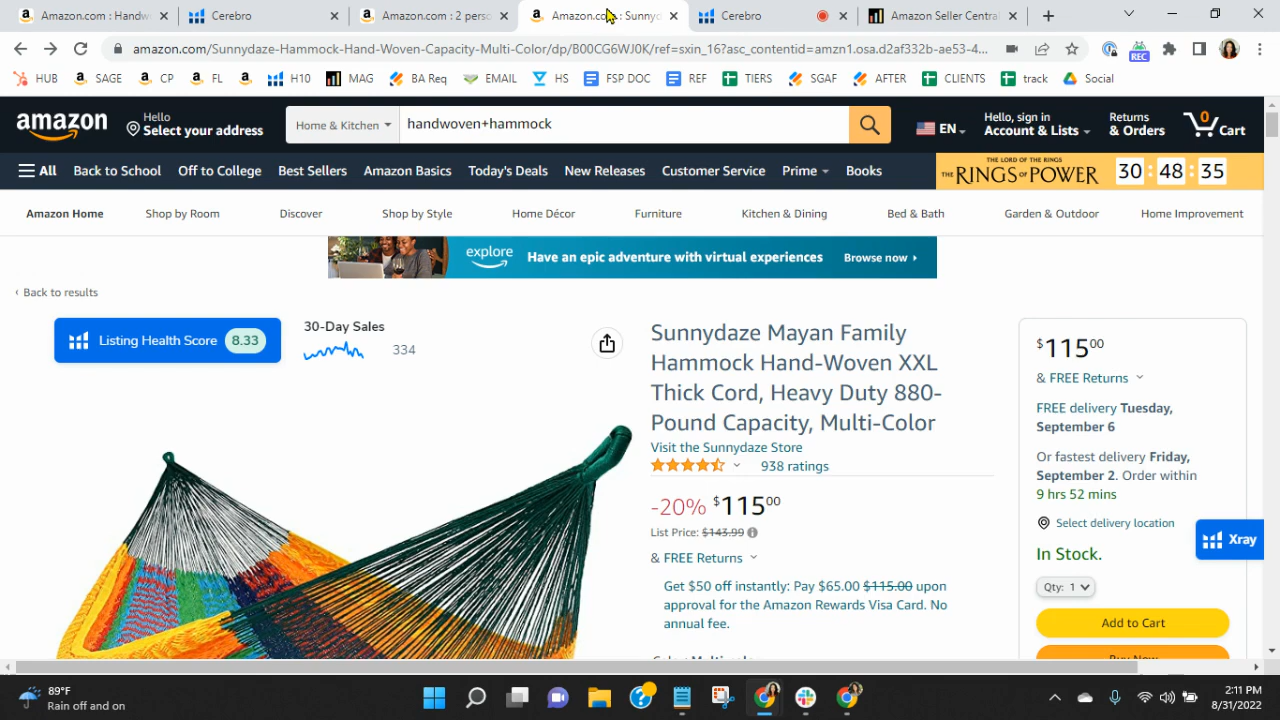 Amazon.com : Handw
Cerebro
Amazon.com : 2 perso
Amazon.co
Sunnyd
Cerebro
Amazon Seller Centra
amazon.com/Sunnydaze-Hammock-Hand-Woven-Capacity-Multi-Color/dp/B00CG6WJ0K/ref=sxin_16?asc_contentid=amzn1.osa.d2af332b-ae53-4...
REC
HUB
SAGE
CP
FL
H10
MAG
BA Req
EMAIL
HS
FSP DOC
REF
TIERS
SGAF
AFTER
CLIENTS
track
Social
amazon
Hello
Select your address
Home & Kitchen
handwoven+hammock
EN
Hello, sign in
Account & Lists
Returns
& Orders
0
Cart
All
Back to School
Off to College
Best Sellers
Amazon Basics
Today's Deals
New Releases
Customer Service
Prime
Books
THE LORD OF THE RINGS
THE RINGS OF POWER
30 : 48 : 35
Amazon Home
Shop by Room
Discover
Shop by Style
Home Décor
Furniture
Kitchen & Dining
Bed & Bath
Garden & Outdoor
Home Improvement
explore
Have an epic adventure with virtual experiences
Browse now
‹ Back to results
Listing Health Score 8.33
30-Day Sales
334
Sunnydaze Mayan Family
Hammock Hand-Woven XXL
Thick Cord, Heavy Duty 880-
Pound Capacity, Multi-Color
Visit the Sunnydaze Store
938 ratings
-20% $11500
List Price: $143.99
& FREE Returns
Get $50 off instantly: Pay $65.00 $115.00 upon
approval for the Amazon Rewards Visa Card. No
annual fee.
$11500
& FREE Returns
FREE delivery Tuesday,
September 6
Or fastest delivery Friday,
September 2. Order within
9 hrs 52 mins
Select delivery location
In Stock.
Qty: 1
Add to Cart
Buy Now
Xray
89°F
Rain off and on
2:11 PM
8/31/2022